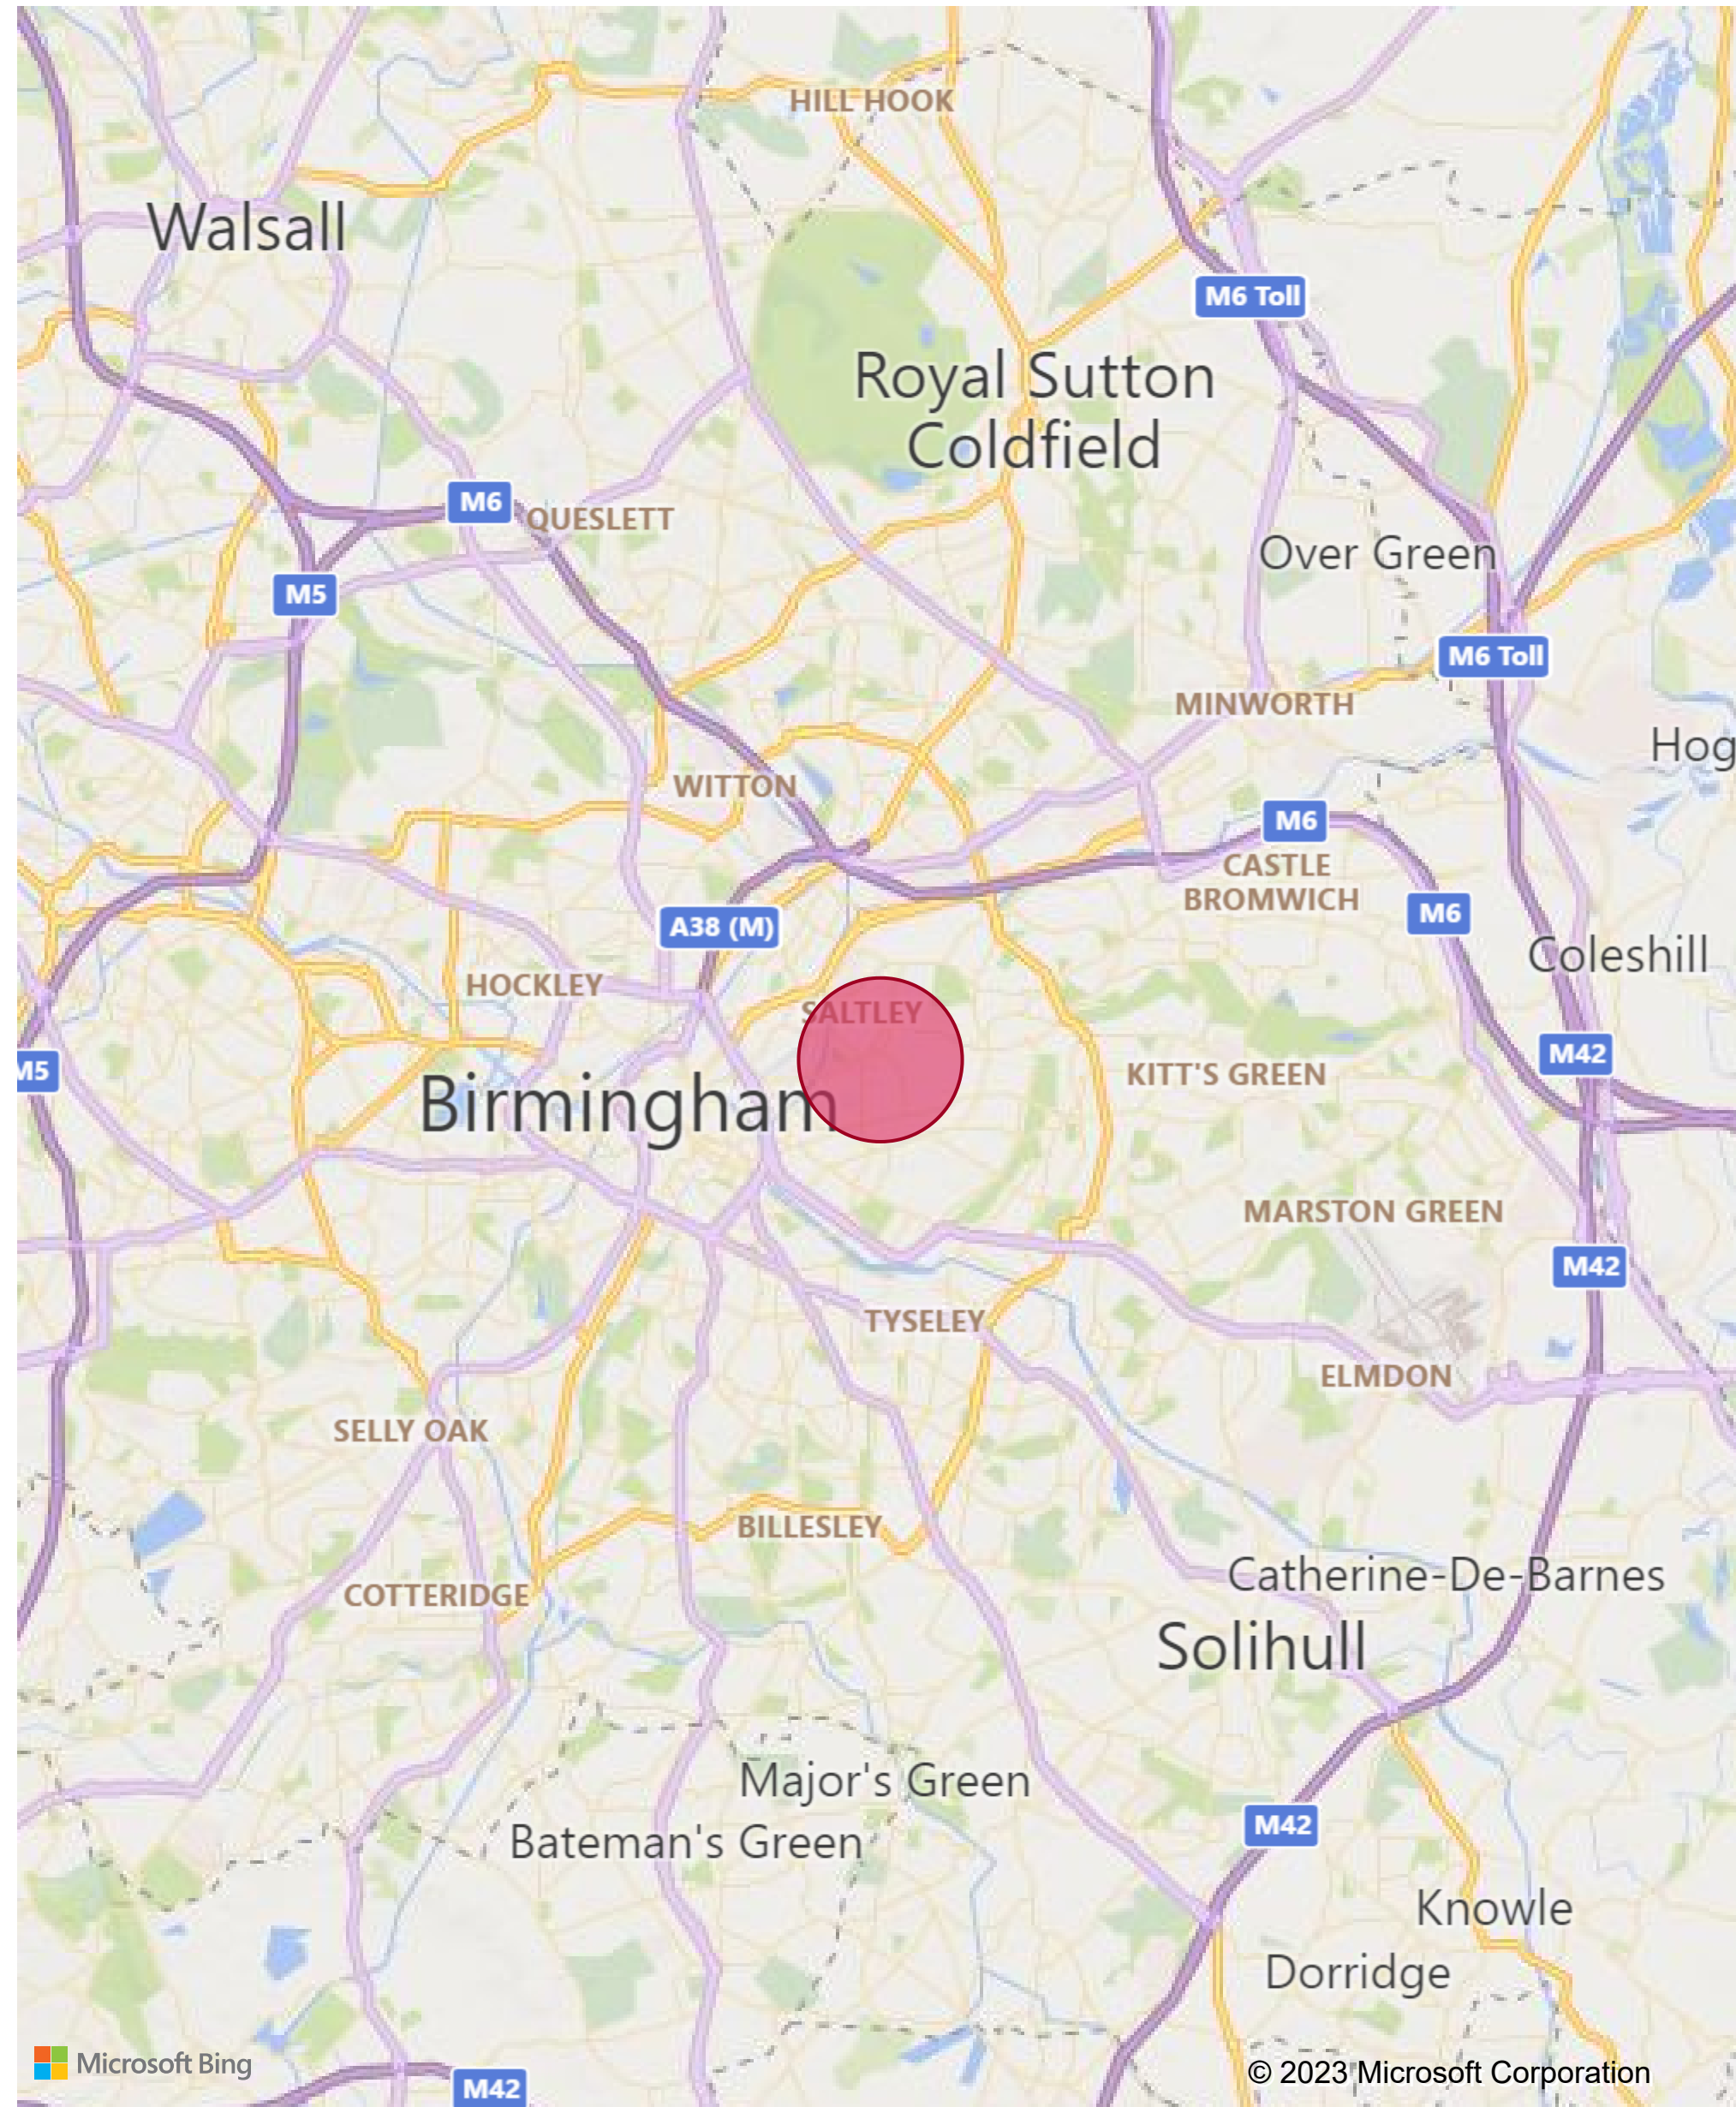 HILL HOOK
Walsall
M6 Toll
Royal Sutton
Coldfield
M6
QUESLETT
Over Green
M5
M6 Toll
MINWORTH
Hog
WITTON
M6
CASTLE
BROMWICH
M6
A38 (M)
Coleshill
HOCKLEY
SALTLEY
M42
M5
KITT'S GREEN
Birmingham
MARSTON GREEN
M42
TYSELEY
ELMDON
SELLY OAK
BILLESLEY
Catherine-De-Barnes
COTTERIDGE
Solihull
Major's Green
M42
Bateman's Green
Knowle
Dorridge
Microsoft Bing
© 2023 Microsoft Corporation
M42